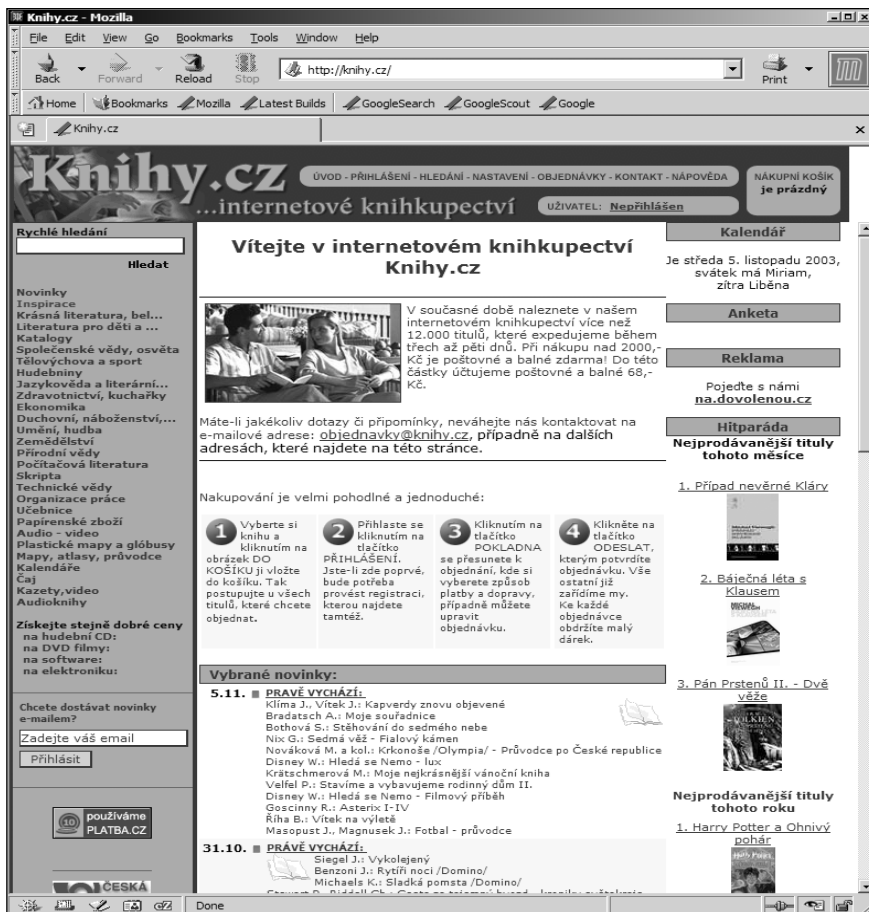 Knihy.cz - Mozilla
File Edit View Go Bookmarks Tools Window Help
Back Forward Reload Stop http://knihy.cz/ Print
Home Bookmarks Mozilla Latest Builds GoogleSearch GoogleScout Google
Knihy.cz
Knihy.cz
...internetové knihkupectví
ÚVOD - PŘIHLÁŠENÍ - HLEDÁNÍ - NASTAVENÍ - OBJEDNÁVKY - KONTAKT - NÁPOVĚDA
UŽIVATEL: Nepřihlášen
NÁKUPNÍ KOŠÍK
je prázdný
Rychlé hledání
Hledat
Novinky
Inspirace
Krásná literatura, bel...
Literatura pro děti a ...
Katalogy
Společenské vědy, osvěta
Tělovýchova a sport
Hudebniny
Jazykověda a literární...
Zdravotnictví, kuchařky
Ekonomika
Duchovní, náboženství,...
Umění, hudba
Zemědělství
Přírodní vědy
Počítačová literatura
Skripta
Technické vědy
Organizace práce
Učebnice
Papírenské zboží
Audio - video
Plastické mapy a glóbusy
Mapy, atlasy, průvodce
Kalendáře
Čaj
Kazety,video
Audioknihy
Získejte stejně dobré ceny
na hudební CD:
na DVD filmy:
na software:
na elektroniku:
Chcete dostávat novinky
e-mailem?
Zadejte váš email
Přihlásit
používáme
PLATBA.CZ
ČESKÁ
Vítejte v internetovém knihkupectví
Knihy.cz
V současné době naleznete v našem
internetovém knihkupectví více než
12.000 titulů, které expedujeme během
třech až pěti dnů. Při nákupu nad 2000,-
Kč je poštovné a balné zdarma! Do této
částky účtujeme poštovné a balné 68,-
Kč.
Máte-li jakékoliv dotazy či připomínky, neváhejte nás kontaktovat na
e-mailové adrese: objednavky@knihy.cz, případně na dalších
adresách, které najdete na této stránce.
Nakupování je velmi pohodlné a jednoduché:
1 Vyberte si
knihu a
kliknutím na
obrázek DO
KOŠÍKU ji vložte
do košíku. Tak
postupujte u všech
titulů, které chcete
objednat.
2 Přihlaste se
kliknutím na
tlačítko
PŘIHLÁŠENÍ.
Jste-li zde poprvé,
bude potřeba
provést registraci,
kterou najdete
tamtéž.
3 Kliknutím na
tlačítko
POKLADNA
se přesunete k
objednání, kde si
vyberete způsob
platby a dopravy,
případně můžete
upravit
objednávku.
4 Klikněte na
tlačítko
ODESLAT,
kterým potvrdíte
objednávku. Vše
ostatní již
zařídíme my.
Ke každé
objednávce
obdržíte malý
dárek.
Vybrané novinky:
5.11. PRAVĚ VYCHÁZÍ:
Klíma J., Vítek J.: Kapverdy znovu objevené
Bradatsch A.: Moje souřadnice
Bothová S.: Stěhování do sedmého nebe
Nix G.: Sedmá věž - Fialový kámen
Nováková M. a kol.: Krkonoše /Olympia/ - Průvodce po České republice
Disney W.: Hledá se Nemo - lux
Krätschmerová M.: Moje nejkrásnější vánoční kniha
Velfel P.: Stavíme a vybavujeme rodinný dům II.
Disney W.: Hledá se Nemo - Filmový příběh
Goscinny R.: Asterix I-IV
Říha B.: Vítek na výletě
Masopust J., Magnusek J.: Fotbal - průvodce
31.10. PRÁVĚ VYCHÁZÍ:
Siegel J.: Vykolejený
Benzoni J.: Rytíři noci /Domino/
Michaels K.: Sladká pomsta /Domino/
Kalendář
Je středa 5. listopadu 2003,
svátek má Miriam,
zítra Liběna
Anketa
Reklama
Pojeďte s námi
na.dovolenou.cz
Hitparáda
Nejprodávanější tituly
tohoto měsíce
1. Případ nevěrné Kláry
2. Báječná léta s
Klausem
3. Pán Prstenů II. - Dvě
věže
TOLKIEN
Nejprodávanější tituly
tohoto roku
1. Harry Potter a Ohnivý
pohár
Done